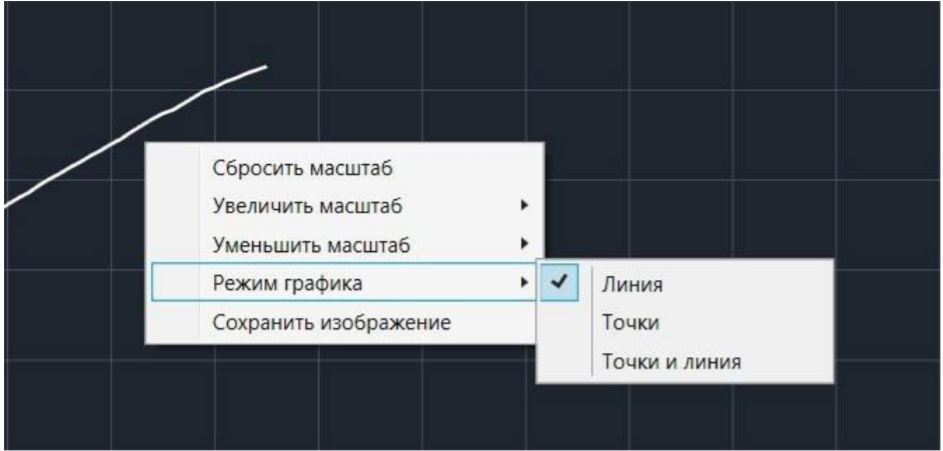 Сбросить масштаб
Увеличить масштаб
Уменьшить масштаб
Режим графика
Сохранить изображение
Линия
Точки
Точки и линия